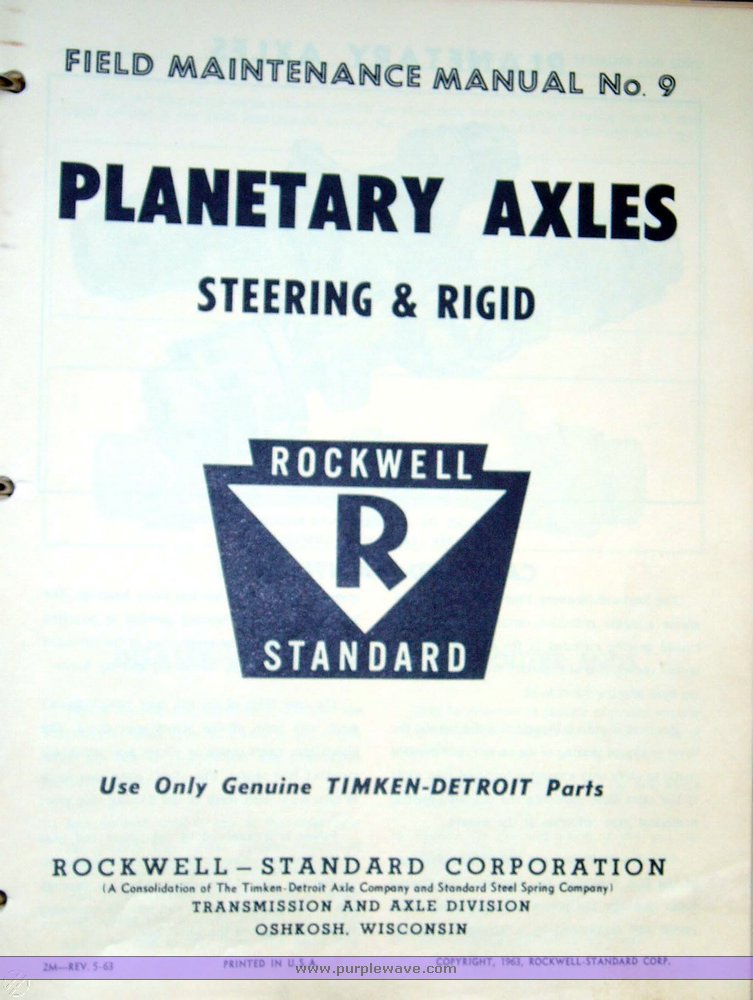 FIELD MAINTENANCE MANUAL No. 9
PLANETARY AXLES
STEERING & RIGID
ROCKWELL
R
STANDARD
Use Only Genuine TIMKEN-DETROIT Parts
ROCKWELL – STANDARD CORPORATION
(A Consolidation of The Timken-Detroit Axle Company and Standard Steel Spring Company)
TRANSMISSION AND AXLE DIVISION
OSHKOSH, WISCONSIN
2M—REV. 5-63 PRINTED IN U.S.A. COPYRIGHT, 1963, ROCKWELL-STANDARD CORP.
www.purplewave.com